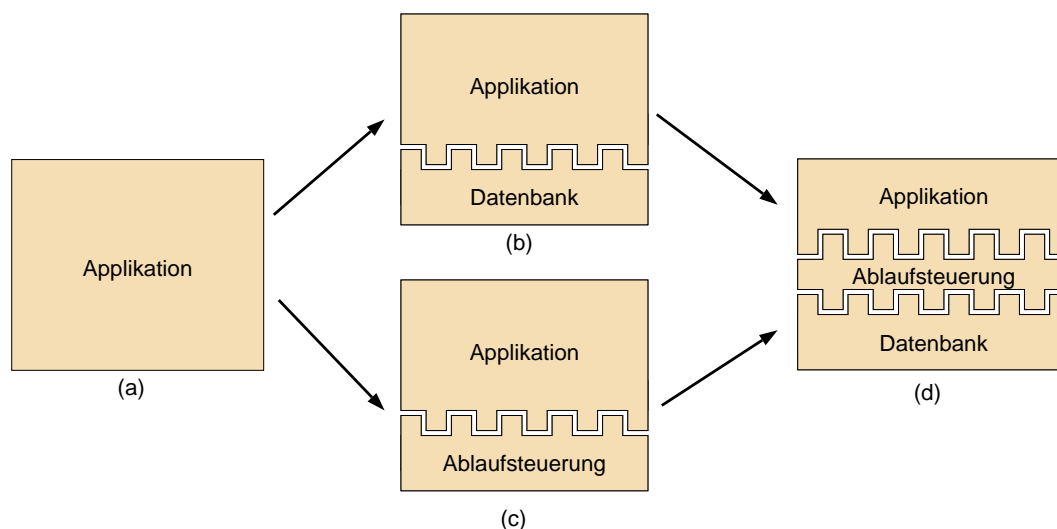 Applikation
(a)
Applikation
Datenbank
(b)
Applikation
Ablaufsteuerung
(c)
Applikation
Ablaufsteuerung
Datenbank
(d)